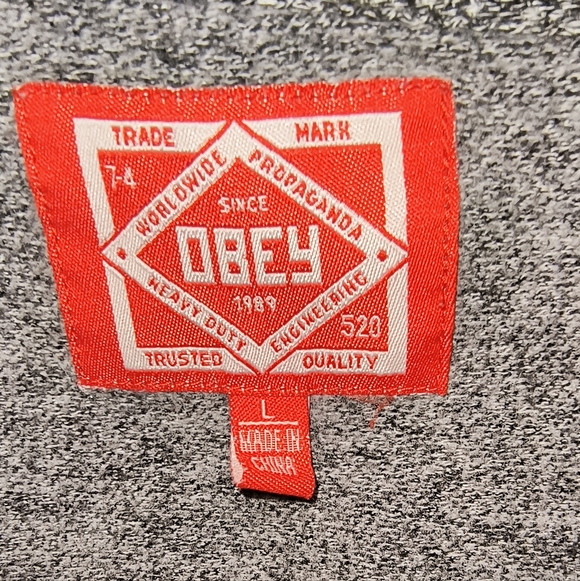 TRADE MARK
7-4
WORLDWIDE PROPAGANDA
SINCE
OBEY
1989
HEAVY DUTY ENGINEERING
520
TRUSTED QUALITY
L
MADE IN
CHINA